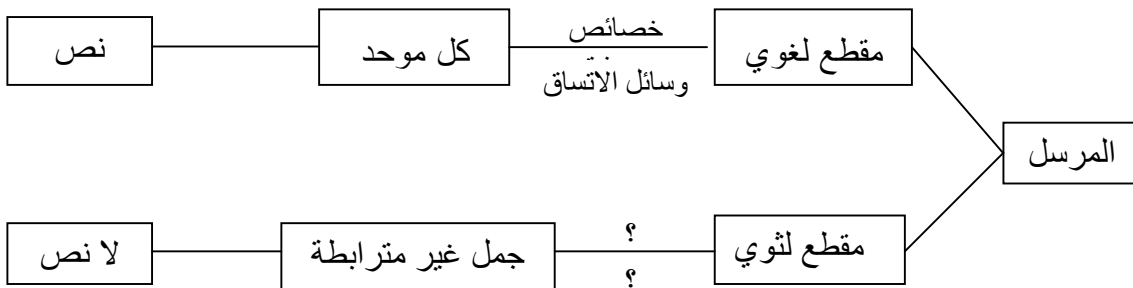 المرسل
مقطع لغوي
خصائص
وسائل الاتساق
كل موحد
نص
مقطع لثوي
؟
؟
جمل غير مترابطة
لا نص